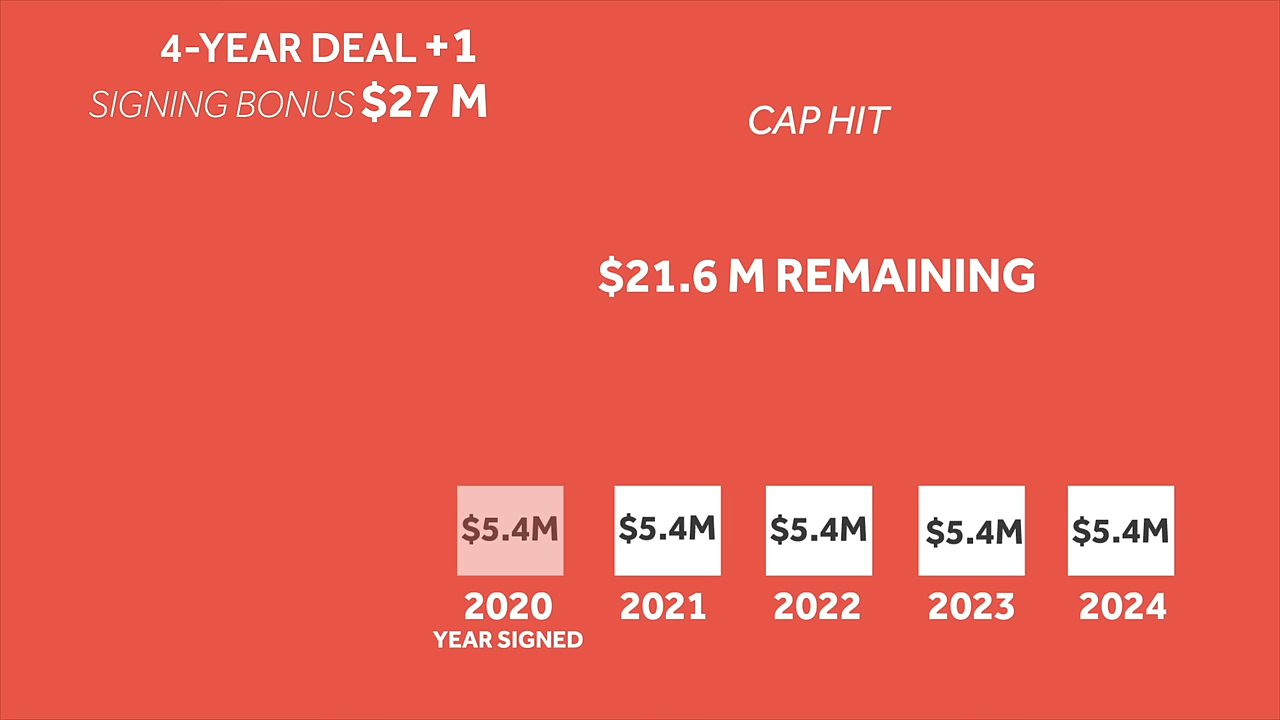 4-YEAR DEAL +1
SIGNING BONUS $27 M
CAP HIT
$21.6 M REMAINING
$5.4M $5.4M $5.4M $5.4M $5.4M
2020 2021 2022 2023 2024
YEAR SIGNED